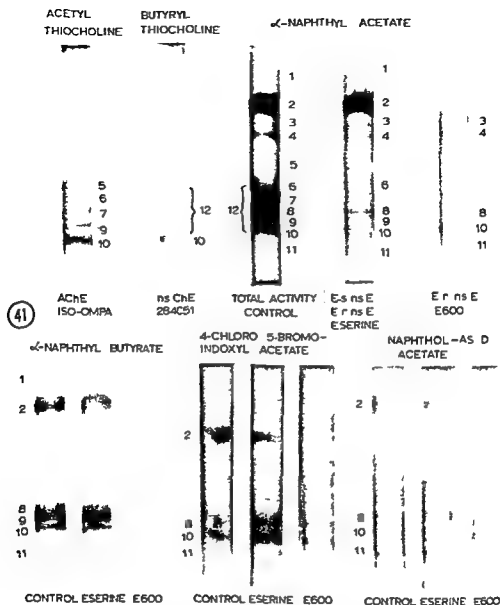 ACETYL THIOCHOLINE
BUTYRYL THIOCHOLINE
α-NAPHTHYL ACETATE
5
6
7
9
10
12
10
12
1
2
3
4
5
6
7
8
9
10
11
1
2
3
4
6
8
9
10
11
3
4
8
10
11
AChE ISO-OMPA
ns ChE 284C51
TOTAL ACTIVITY CONTROL
E-s ns E
E r ns E
ESERINE
E r ns E
E600
41
α-NAPHTHYL BUTYRATE
4-CHLORO 5-BROMO-INDOXYL ACETATE
NAPHTHOL-AS D ACETATE
1
2
8
9
10
11
2
8
10
11
2
8
10
11
CONTROL ESERINE E600
CONTROL ESERINE E600
CONTROL ESERINE E600